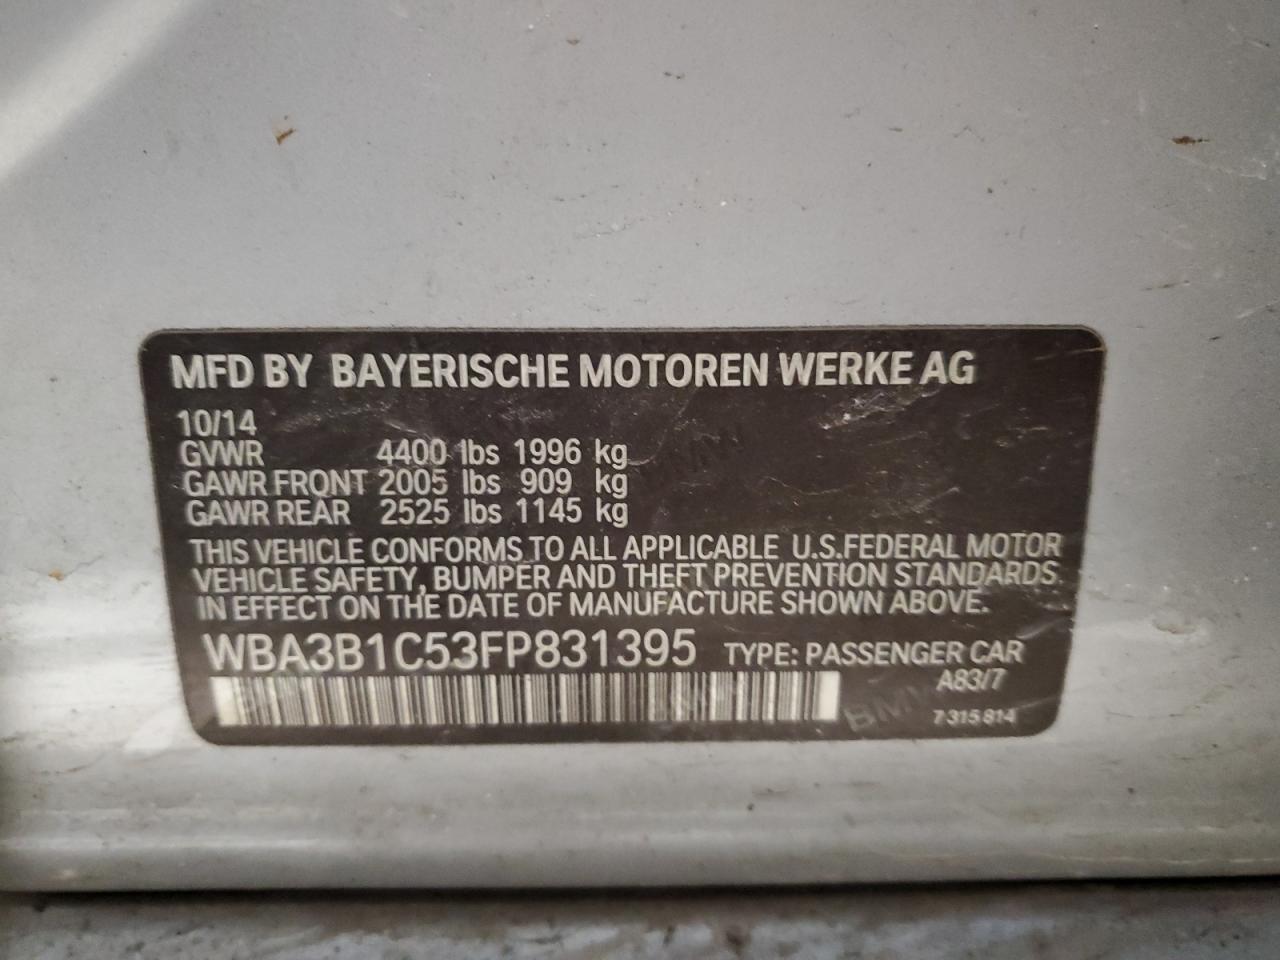 MFD BY BAYERISCHE MOTOREN WERKE AG
10/14
GVWR 4400 lbs 1996 kg
GAWR FRONT 2005 lbs 909 kg
GAWR REAR 2525 lbs 1145 kg
THIS VEHICLE CONFORMS TO ALL APPLICABLE U.S.FEDERAL MOTOR
VEHICLE SAFETY, BUMPER AND THEFT PREVENTION STANDARDS
IN EFFECT ON THE DATE OF MANUFACTURE SHOWN ABOVE.
WBA3B1C53FP831395 TYPE: PASSENGER CAR
A83/7
BMW
7 315 814